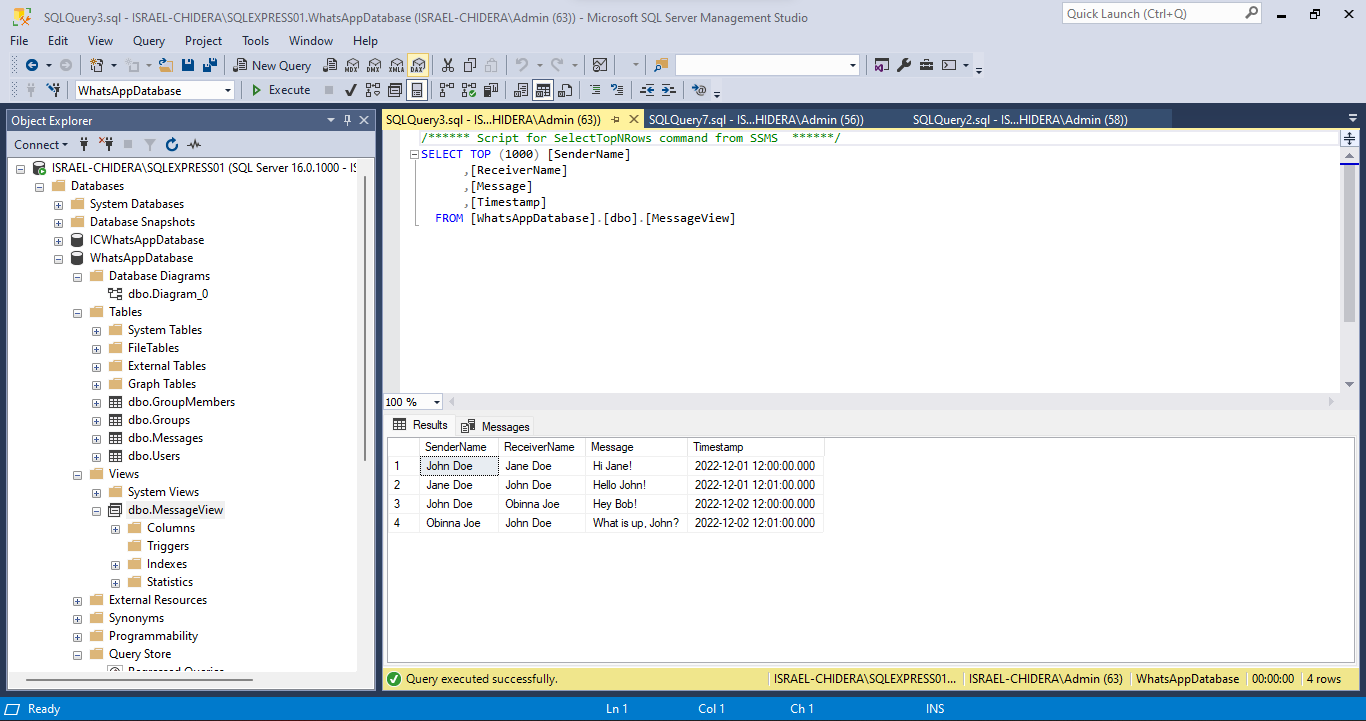 SQLQuery3.sql - ISRAEL-CHIDERA\SQLEXPRESS01.WhatsAppDatabase (ISRAEL-CHIDERA\Admin (63)) - Microsoft SQL Server Management Studio
Quick Launch (Ctrl+Q)
File Edit View Query Project Tools Window Help
New Query MDX DMX XMLA DAX
WhatsAppDatabase Execute
Object Explorer
Connect
ISRAEL-CHIDERA\SQLEXPRESS01 (SQL Server 16.0.1000 - IS
Databases
System Databases
Database Snapshots
ICWhatsAppDatabase
WhatsAppDatabase
Database Diagrams
dbo.Diagram_0
Tables
System Tables
FileTables
External Tables
Graph Tables
dbo.GroupMembers
dbo.Groups
dbo.Messages
dbo.Users
Views
System Views
dbo.MessageView
Columns
Triggers
Indexes
Statistics
External Resources
Synonyms
Programmability
Query Store
Regressed Queries
SQLQuery3.sql - IS...HIDERA\Admin (63)) SQLQuery7.sql - IS...HIDERA\Admin (56)) SQLQuery2.sql - IS...HIDERA\Admin (58))
/****** Script for SelectTopNRows command from SSMS ******/
SELECT TOP (1000) [SenderName]
,[ReceiverName]
,[Message]
,[Timestamp]
FROM [WhatsAppDatabase].[dbo].[MessageView]
100 %
Results Messages
SenderName ReceiverName Message Timestamp
1 John Doe Jane Doe Hi Jane! 2022-12-01 12:00:00.000
2 Jane Doe John Doe Hello John! 2022-12-01 12:01:00.000
3 John Doe Obinna Joe Hey Bob! 2022-12-02 12:00:00.000
4 Obinna Joe John Doe What is up, John? 2022-12-02 12:01:00.000
Query executed successfully. ISRAEL-CHIDERA\SQLEXPRESS01... ISRAEL-CHIDERA\Admin (63) WhatsAppDatabase 00:00:00 4 rows
Ready Ln 1 Col 1 Ch 1 INS